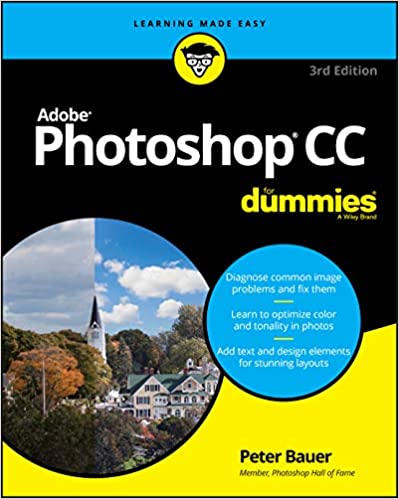 LEARNING MADE EASY
3rd Edition
Adobe®
Photoshop® CC
for
dummies®
A Wiley Brand
Diagnose common image
problems and fix them
Learn to optimize color
and tonality in photos
Add text and design elements
for stunning layouts
Peter Bauer
Member, Photoshop Hall of Fame